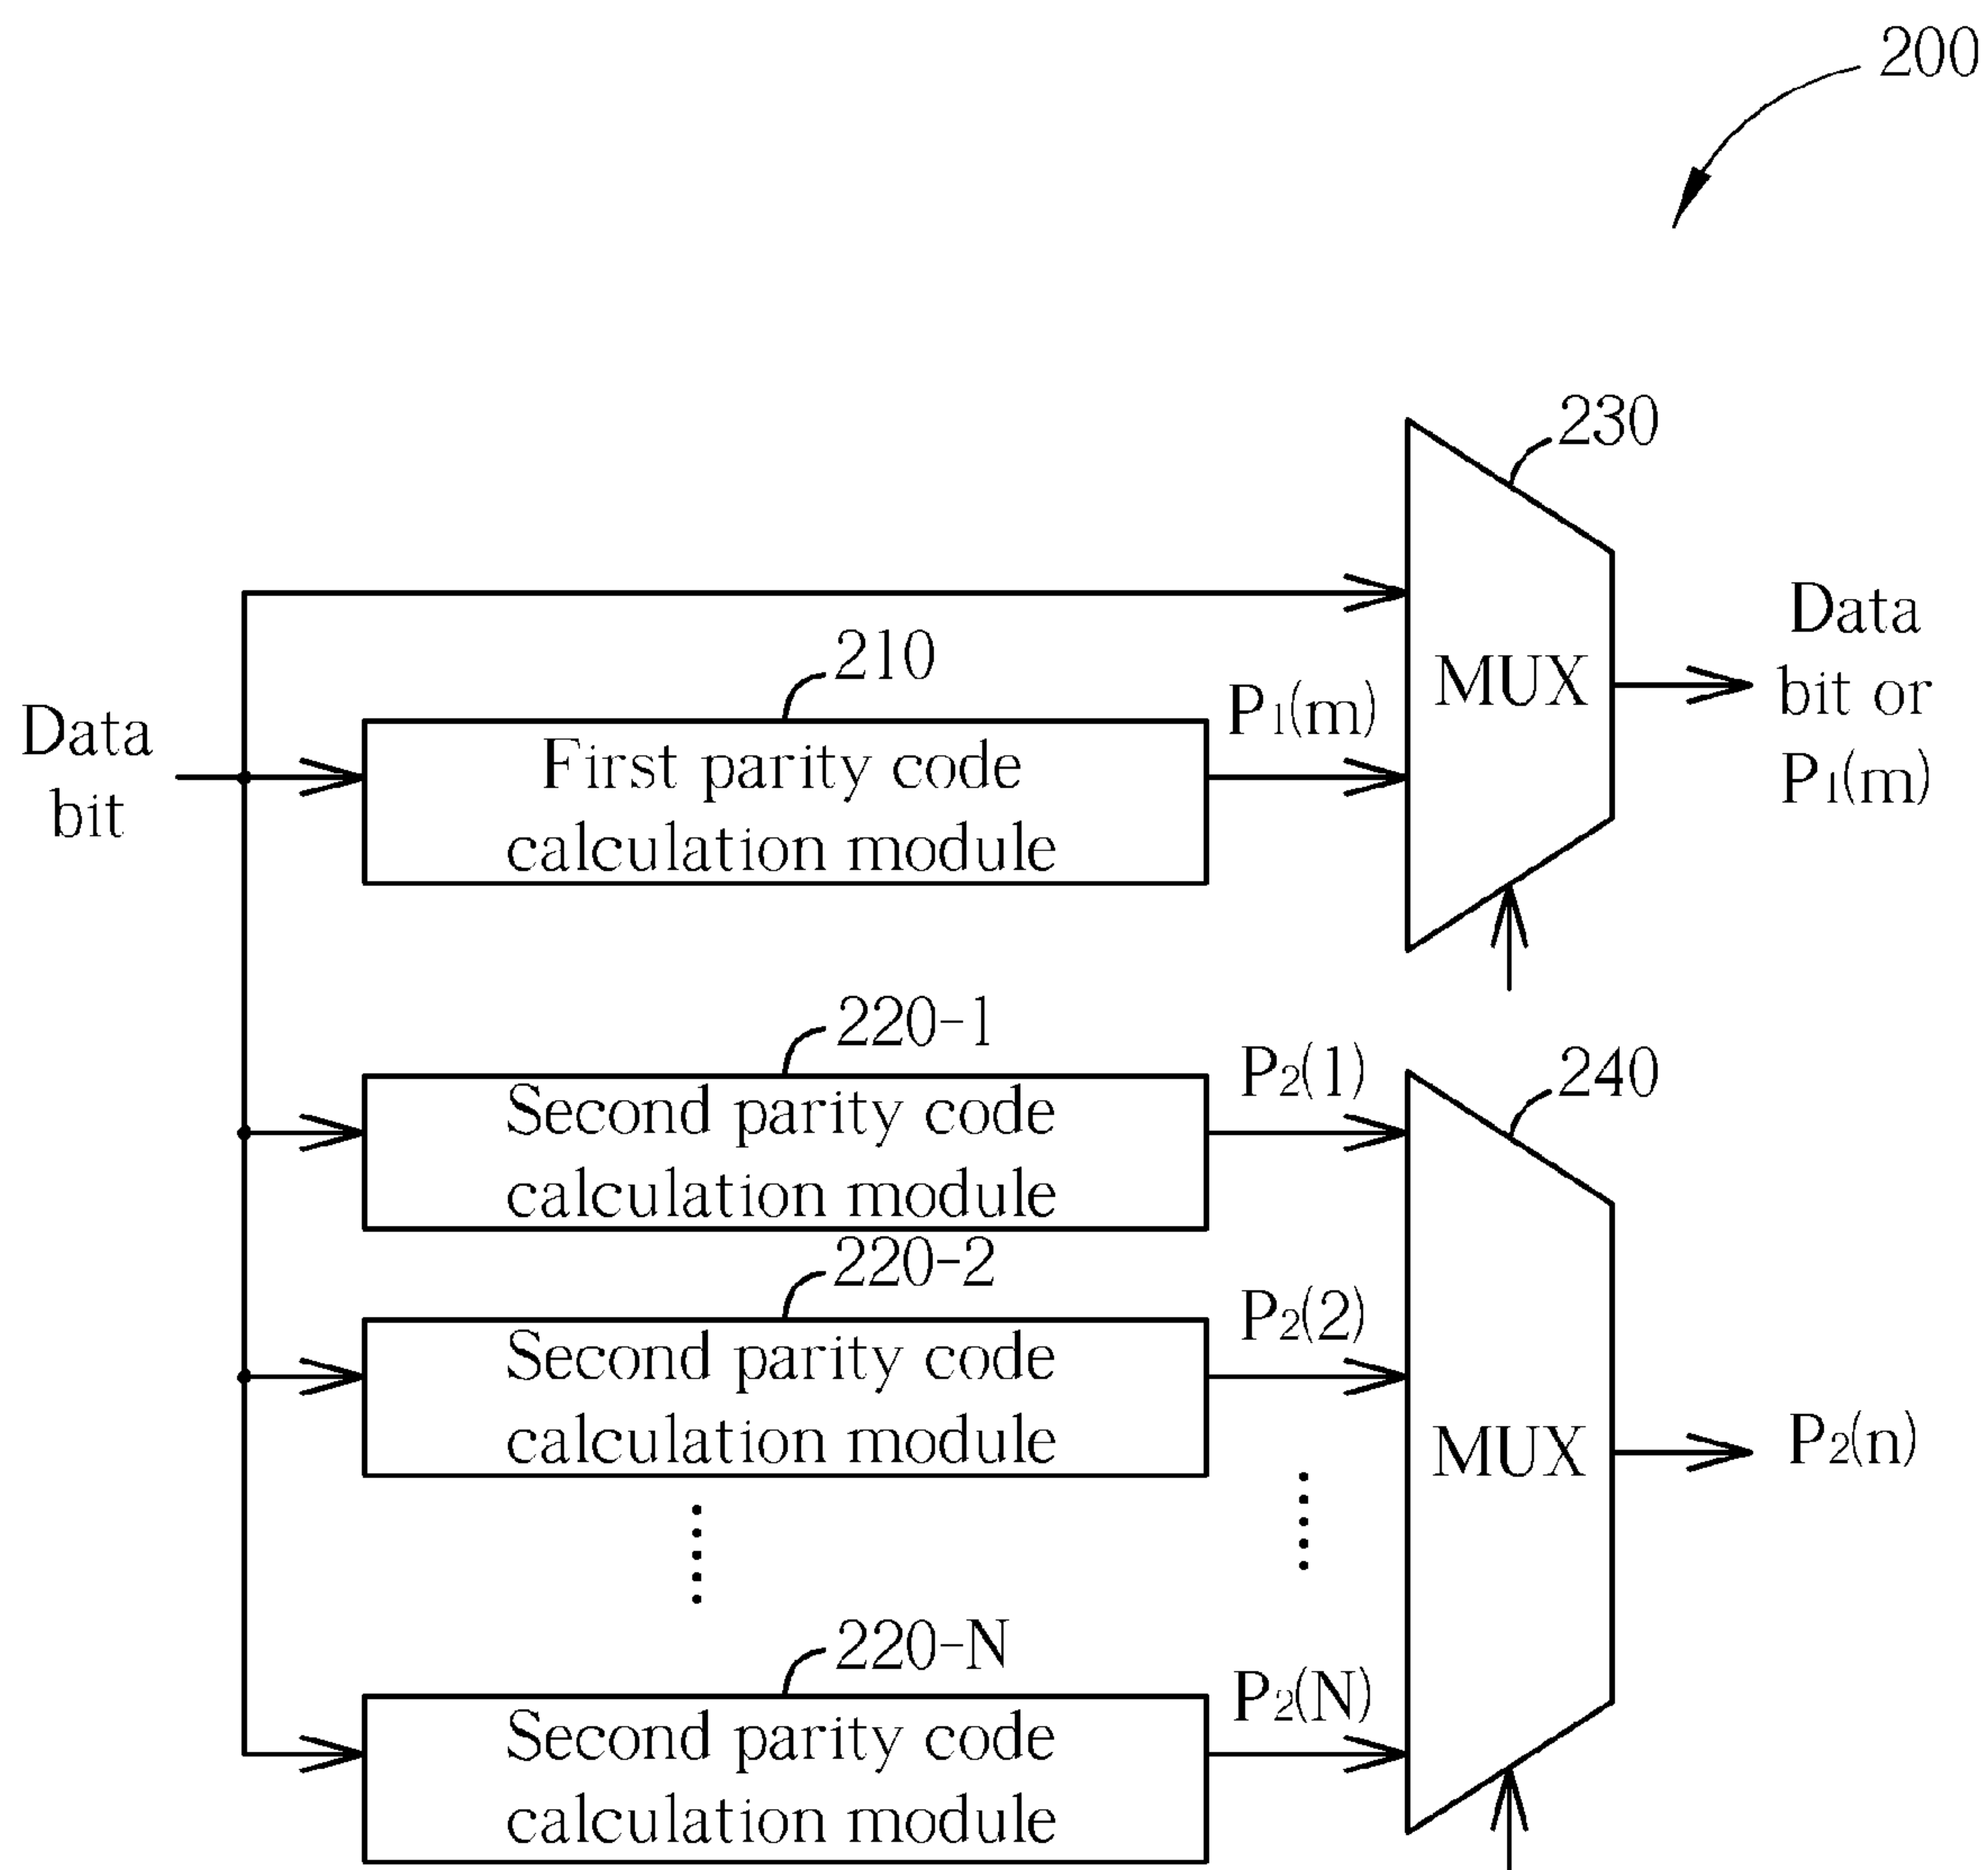 200
230
Data
bit or
P₁(m)
MUX
210
P₁(m)
Data
bit
First parity code
calculation module
220-1
P₂(1)
240
Second parity code
calculation module
220-2
P₂(2)
Second parity code
calculation module
MUX
P₂(n)
220-N
P₂(N)
Second parity code
calculation module